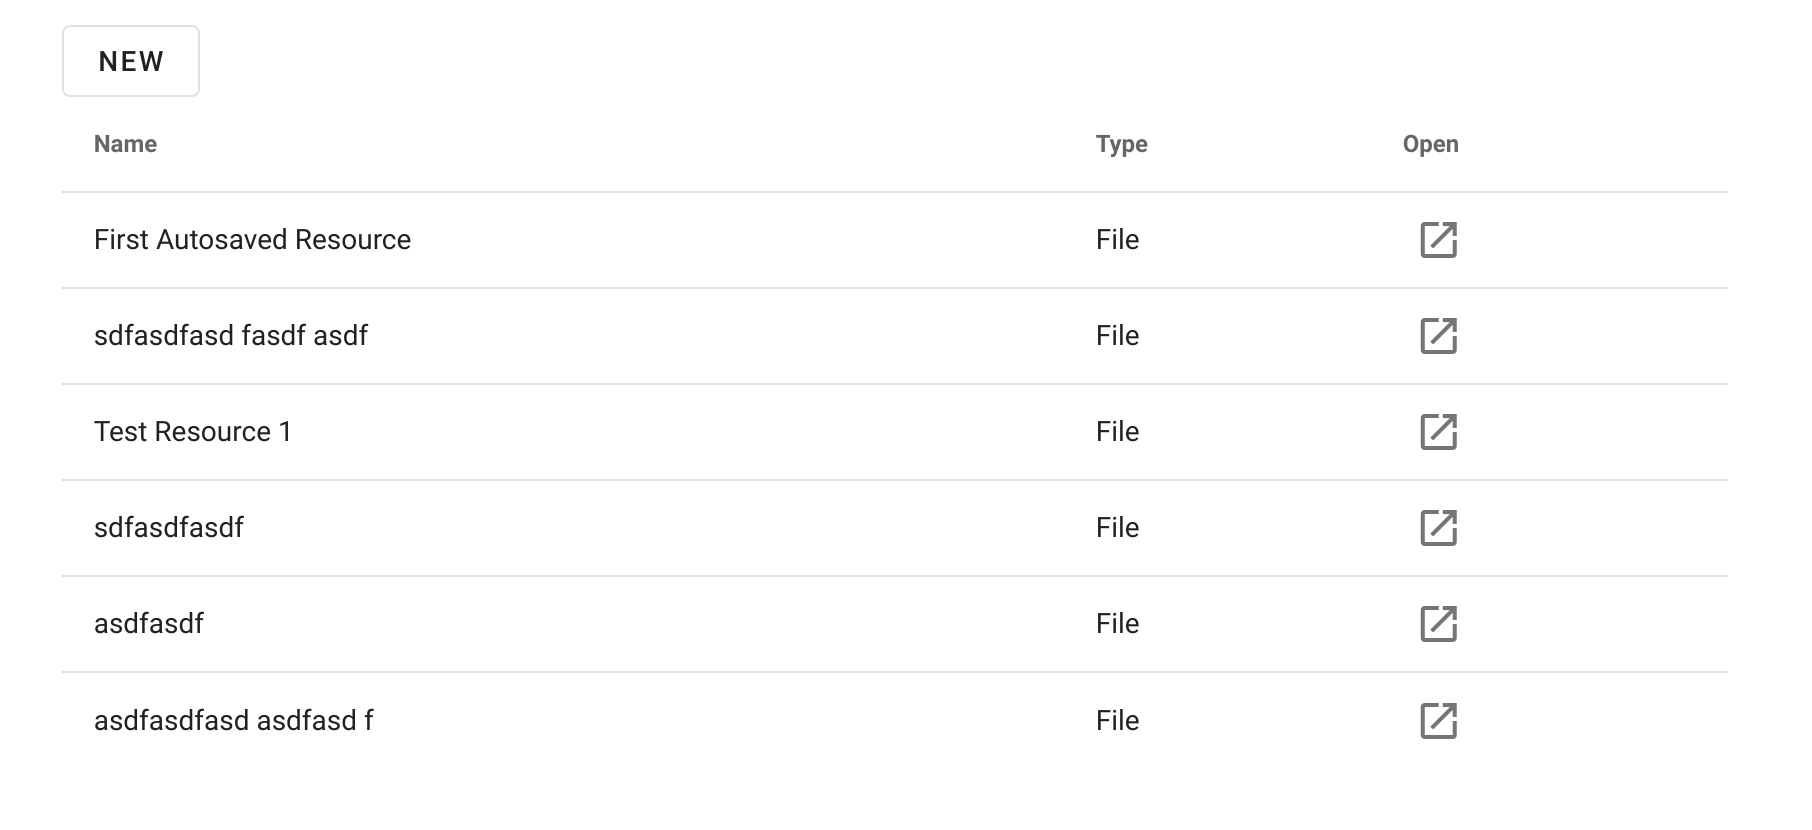 NEW
Name Type Open
First Autosaved Resource File
sdfasdfasd fasdf asdf File
Test Resource 1 File
sdfasdfasdf File
asdfasdf File
asdfasdfasd asdfasd f File